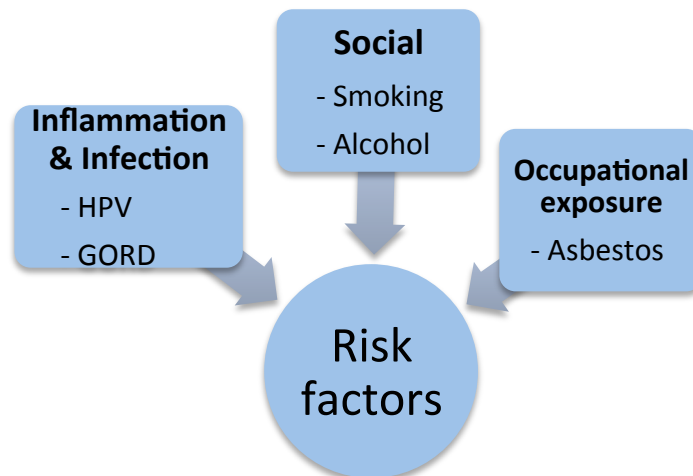 Social
- Smoking
- Alcohol
Inflammation
& Infection
- HPV
- GORD
Occupational
exposure
- Asbestos
Risk
factors